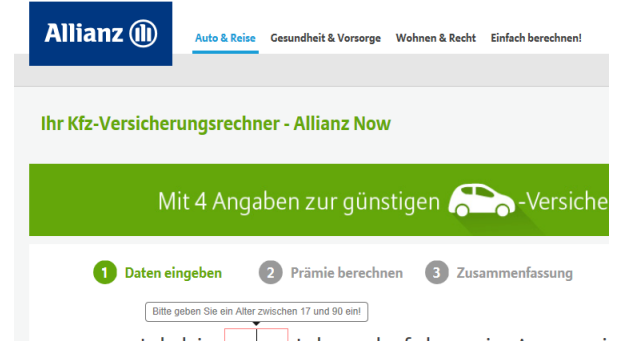 Allianz
Auto & Reise Gesundheit & Vorsorge Wohnen & Recht Einfach berechnen!
Ihr Kfz-Versicherungsrechner - Allianz Now
Mit 4 Angaben zur günstigen -Versiche
1 Daten eingeben 2 Prämie berechnen 3 Zusammenfassung
Bitte geben Sie ein Alter zwischen 17 und 90 ein!